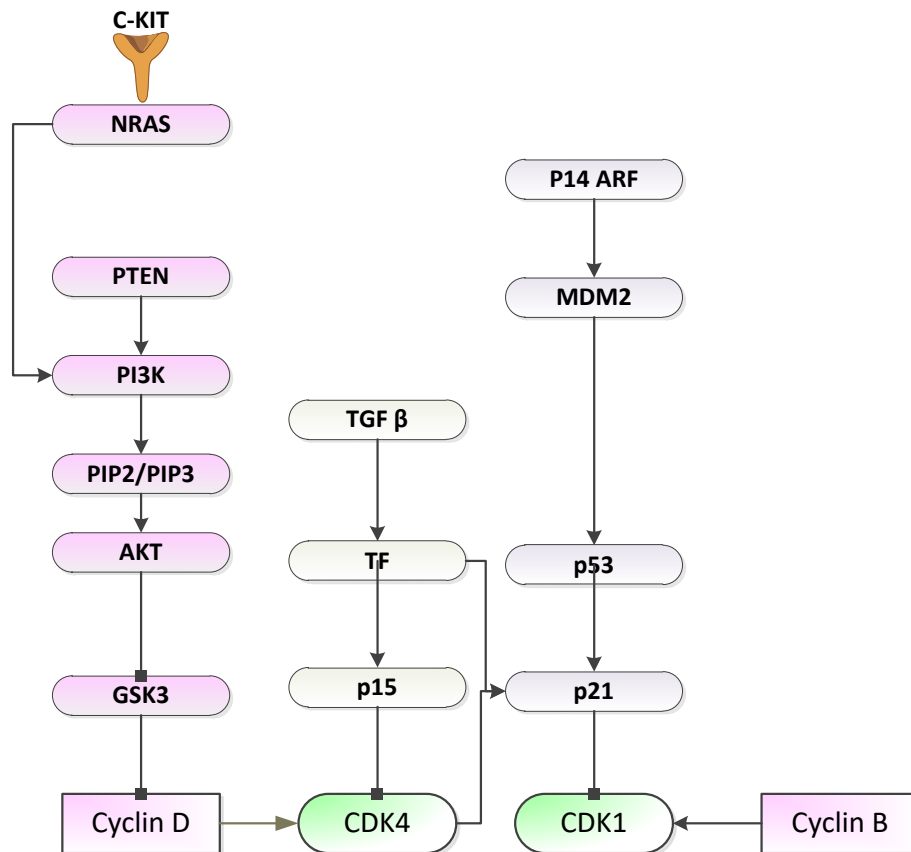 C-KIT
NRAS
P14 ARF
PTEN
MDM2
PI3K
TGF β
PIP2/PIP3
AKT
TF
p53
GSK3
p15
p21
Cyclin D
CDK4
CDK1
Cyclin B